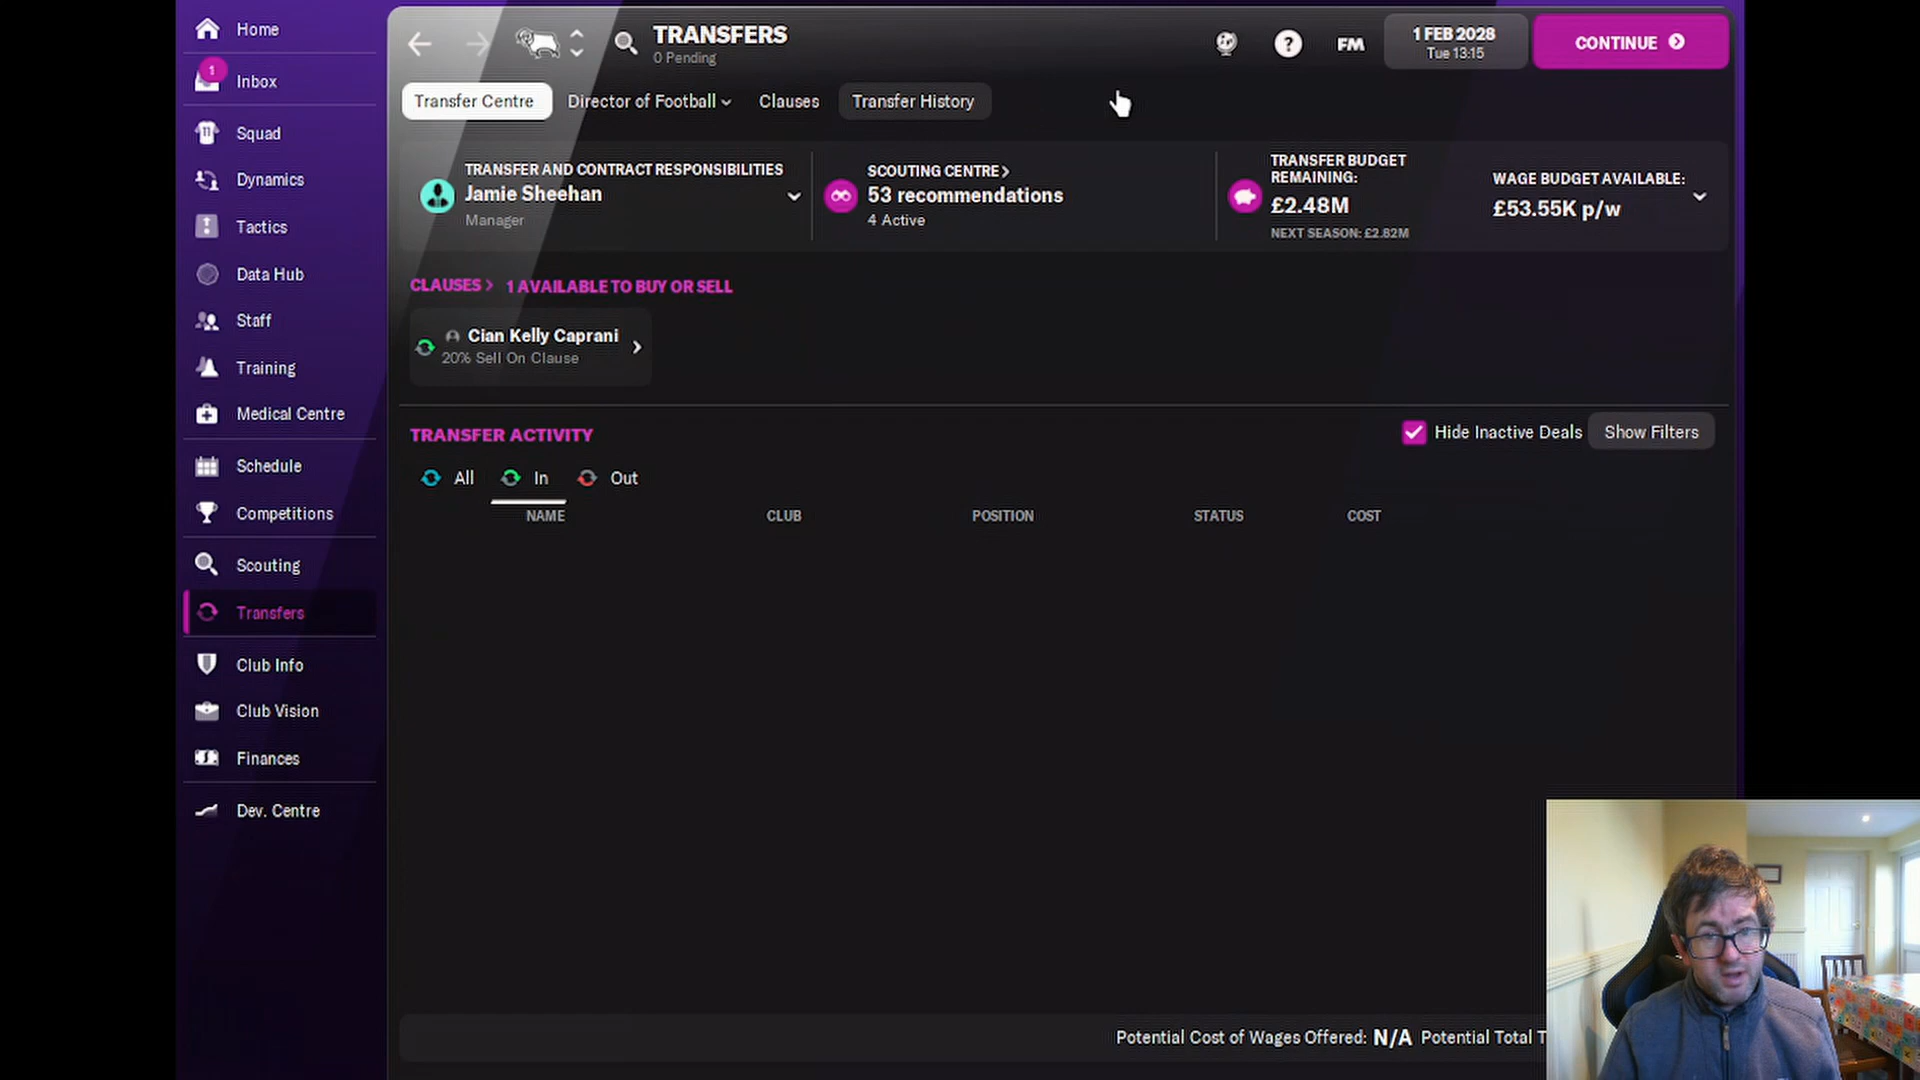 Home
1
Inbox
Squad
Dynamics
Tactics
Data Hub
Staff
Training
Medical Centre
Schedule
Competitions
Scouting
Transfers
Club Info
Club Vision
Finances
Dev. Centre
TRANSFERS
0 Pending
?
FM
1 FEB 2028
Tue 13:15
CONTINUE
Transfer Centre
Director of Football
Clauses
Transfer History
TRANSFER AND CONTRACT RESPONSIBILITIES
Jamie Sheehan
Manager
SCOUTING CENTRE >
53 recommendations
4 Active
TRANSFER BUDGET
REMAINING:
£2.48M
NEXT SEASON: £2.82M
WAGE BUDGET AVAILABLE:
£53.55K p/w
CLAUSES > 1 AVAILABLE TO BUY OR SELL
Cian Kelly Caprani
20% Sell On Clause
TRANSFER ACTIVITY
Hide Inactive Deals
Show Filters
All
In
Out
NAME
CLUB
POSITION
STATUS
COST
Potential Cost of Wages Offered: N/A Potential Total T